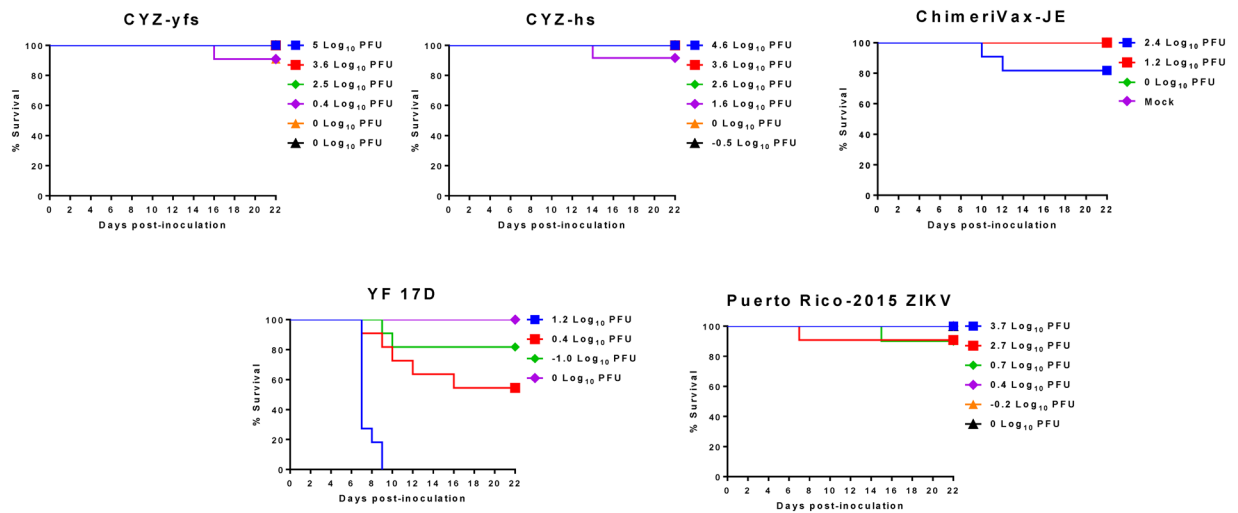 CYZ-yfs
% Survival
100
80
60
40
20
0
0 2 4 6 8 10 12 14 16 18 20 22
Days post-inoculation
5 Log10 PFU
3.6 Log10 PFU
2.5 Log10 PFU
0.4 Log10 PFU
0 Log10 PFU
0 Log10 PFU
CYZ-hs
% Survival
100
80
60
40
20
0
0 2 4 6 8 10 12 14 16 18 20 22
Days post-inoculation
4.6 Log10 PFU
3.6 Log10 PFU
2.6 Log10 PFU
1.6 Log10 PFU
0 Log10 PFU
-0.5 Log10 PFU
ChimeriVax-JE
% Survival
100
80
60
40
20
0
0 2 4 6 8 10 12 14 16 18 20 22
Days post-inoculation
2.4 Log10 PFU
1.2 Log10 PFU
0 Log10 PFU
Mock
YF 17D
% Survival
100
80
60
40
20
0
0 2 4 6 8 10 12 14 16 18 20 22
Days post-inoculation
1.2 Log10 PFU
0.4 Log10 PFU
-1.0 Log10 PFU
0 Log10 PFU
Puerto Rico-2015 ZIKV
% Survival
100
80
60
40
20
0
0 2 4 6 8 10 12 14 16 18 20 22
Days post-inoculation
3.7 Log10 PFU
2.7 Log10 PFU
0.7 Log10 PFU
0.4 Log10 PFU
-0.2 Log10 PFU
0 Log10 PFU